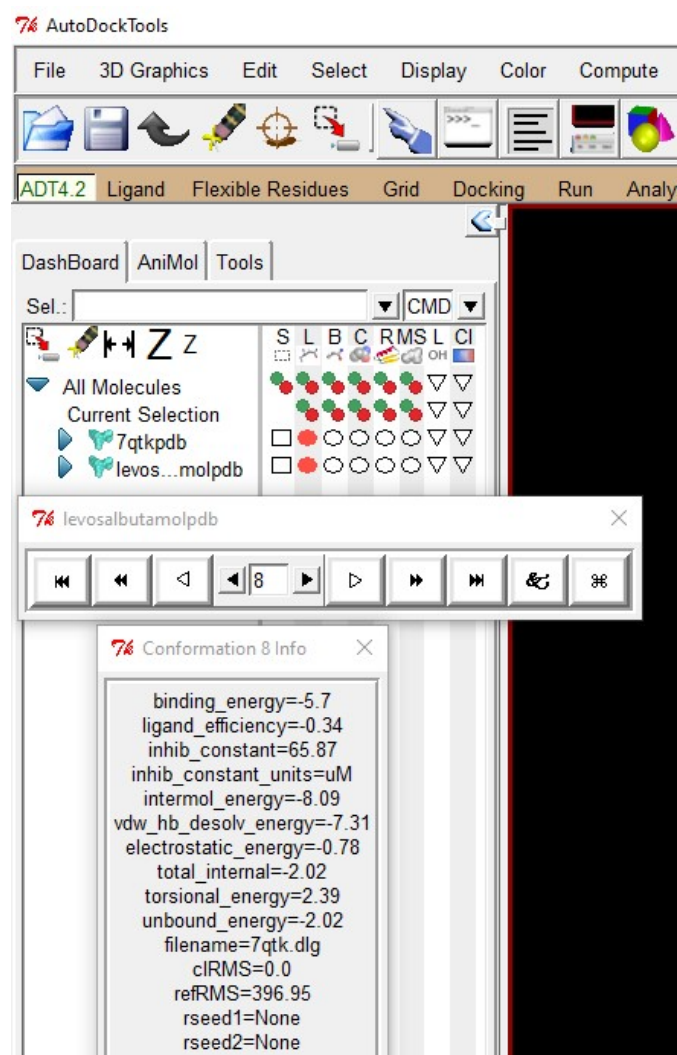 AutoDockTools
File 3D Graphics Edit Select Display Color Compute
>>>_
ADT4.2 Ligand Flexible Residues Grid Docking Run Analy
DashBoard AniMol Tools
Sel.: CMD
Z Z S L B C R MS L Cl
OH
All Molecules
Current Selection
7qtkpdb
levos...molpdb
levosalbutamolpdb
8
Conformation 8 Info
binding_energy=-5.7
ligand_efficiency=-0.34
inhib_constant=65.87
inhib_constant_units=uM
intermol_energy=-8.09
vdw_hb_desolv_energy=-7.31
electrostatic_energy=-0.78
total_internal=-2.02
torsional_energy=2.39
unbound_energy=-2.02
filename=7qtk.dlg
clRMS=0.0
refRMS=396.95
rseed1=None
rseed2=None